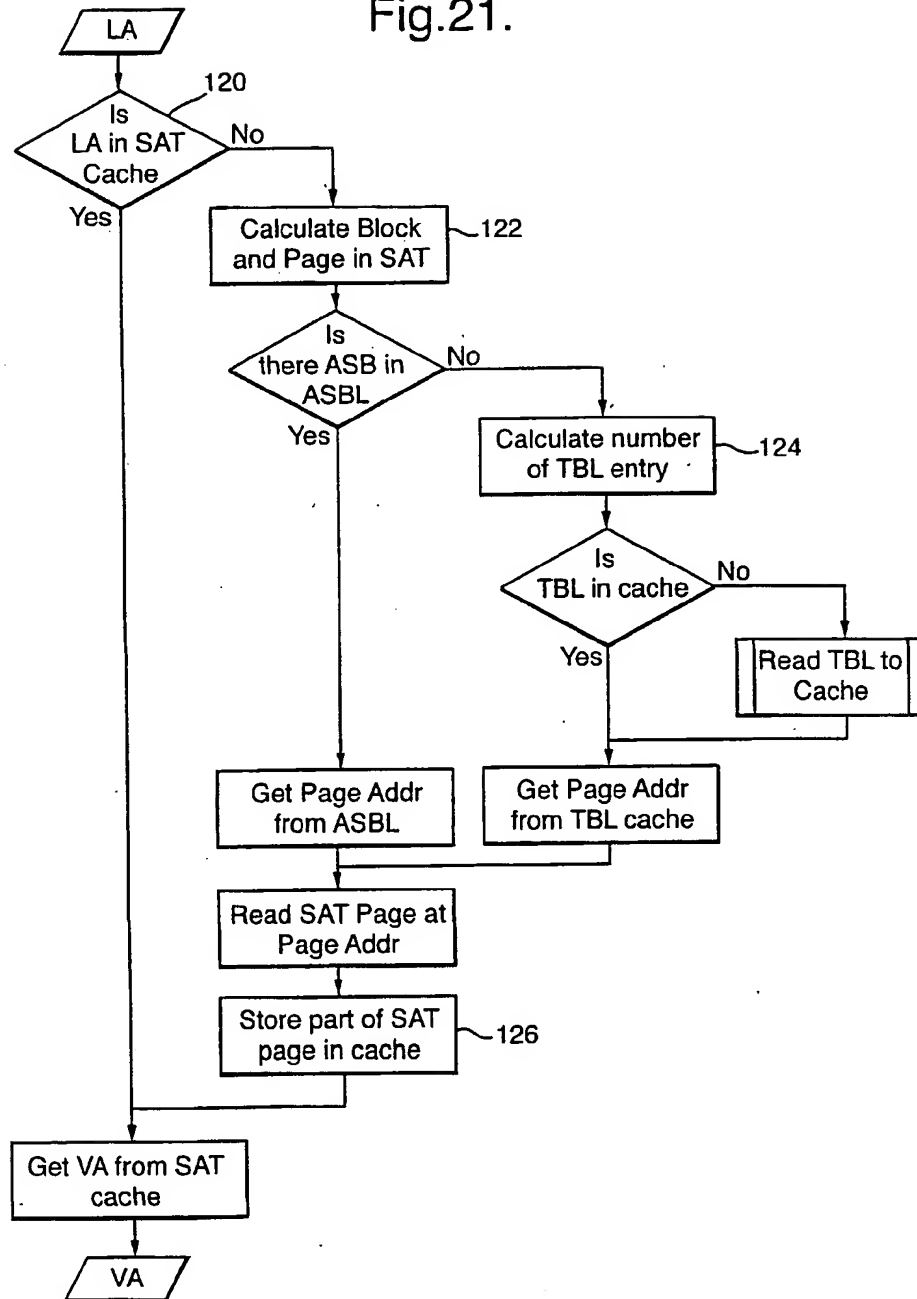 Fig.21.
LA
120
Is
LA in SAT
Cache
No
Yes
Calculate Block
and Page in SAT
122
Is
there ASB in
ASBL
No
Yes
Calculate number
of TBL entry
124
Is
TBL in cache
No
Yes
Read TBL to
Cache
Get Page Addr
from ASBL
Get Page Addr
from TBL cache
Read SAT Page at
Page Addr
Store part of SAT
page in cache
126
Get VA from SAT
cache
VA